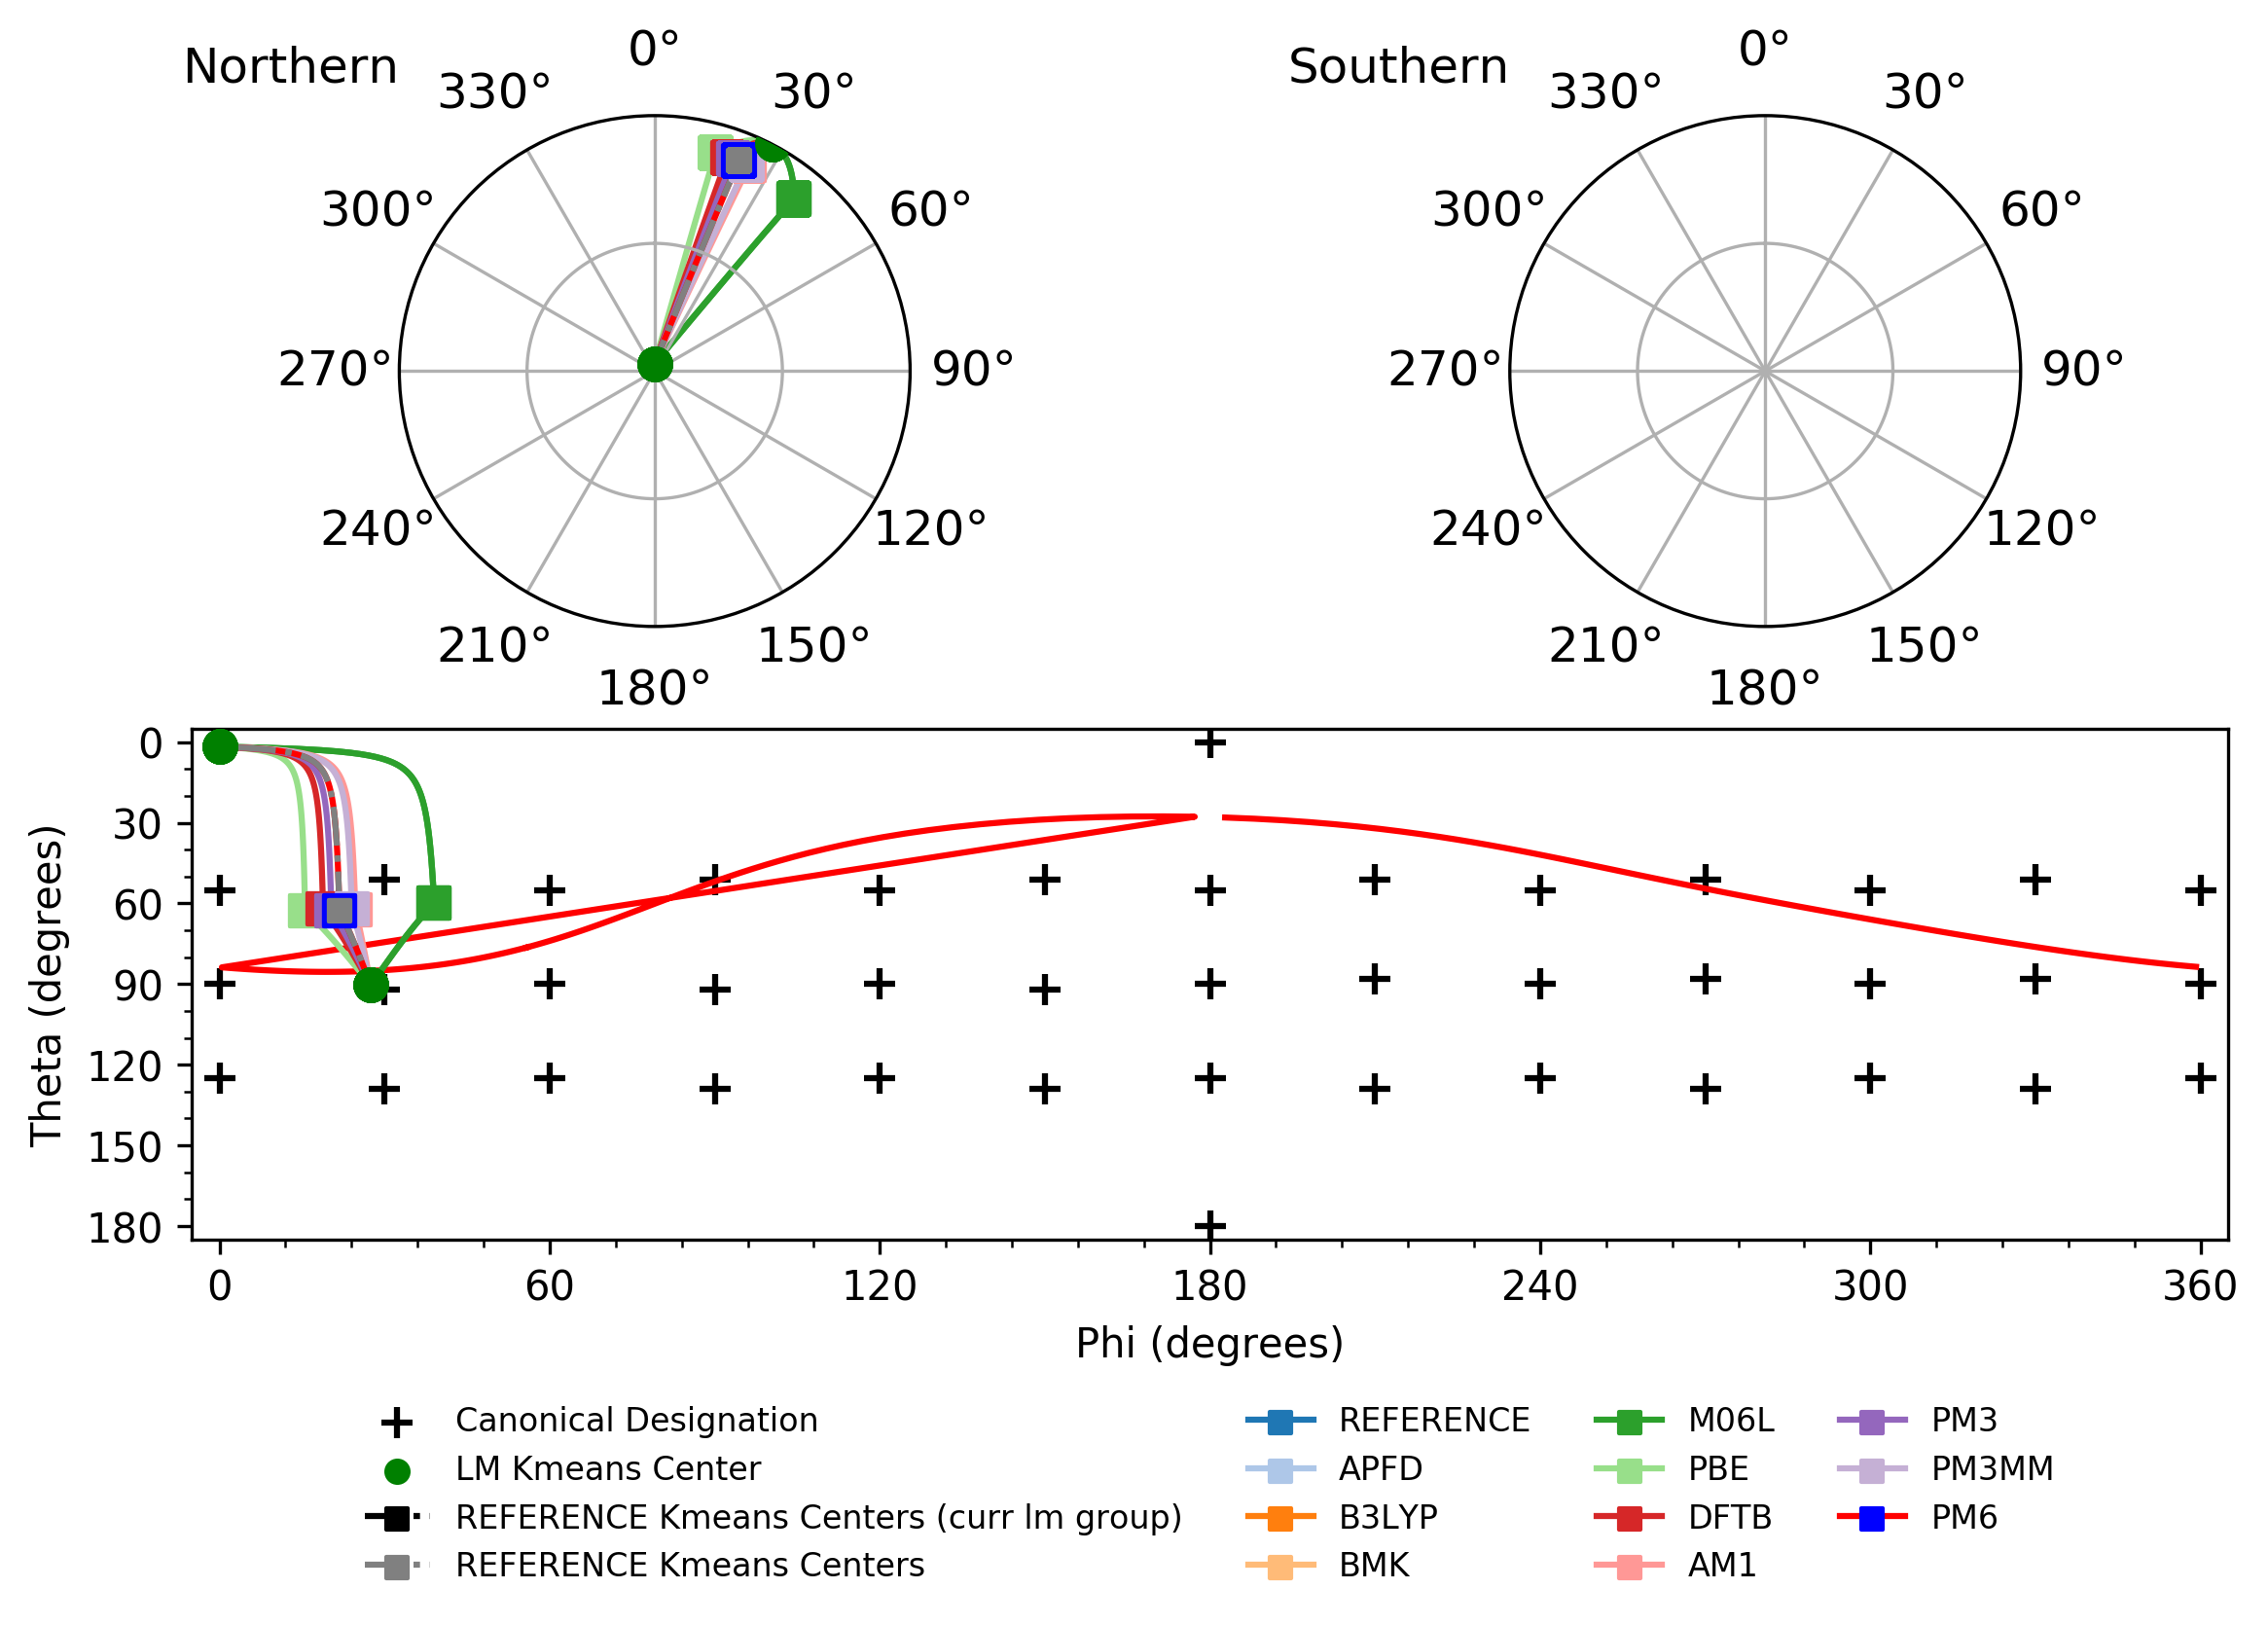 Northern
0°
30°
60°
90°
120°
150°
180°
210°
240°
270°
300°
330°
Southern
0°
30°
60°
90°
120°
150°
180°
210°
240°
270°
300°
330°
Theta (degrees)
0
30
60
90
120
150
180
0 60 120 180 240 300 360
Phi (degrees)
Canonical Designation
LM Kmeans Center
REFERENCE Kmeans Centers (curr lm group)
REFERENCE Kmeans Centers
REFERENCE
APFD
B3LYP
BMK
M06L
PBE
DFTB
AM1
PM3
PM3MM
PM6